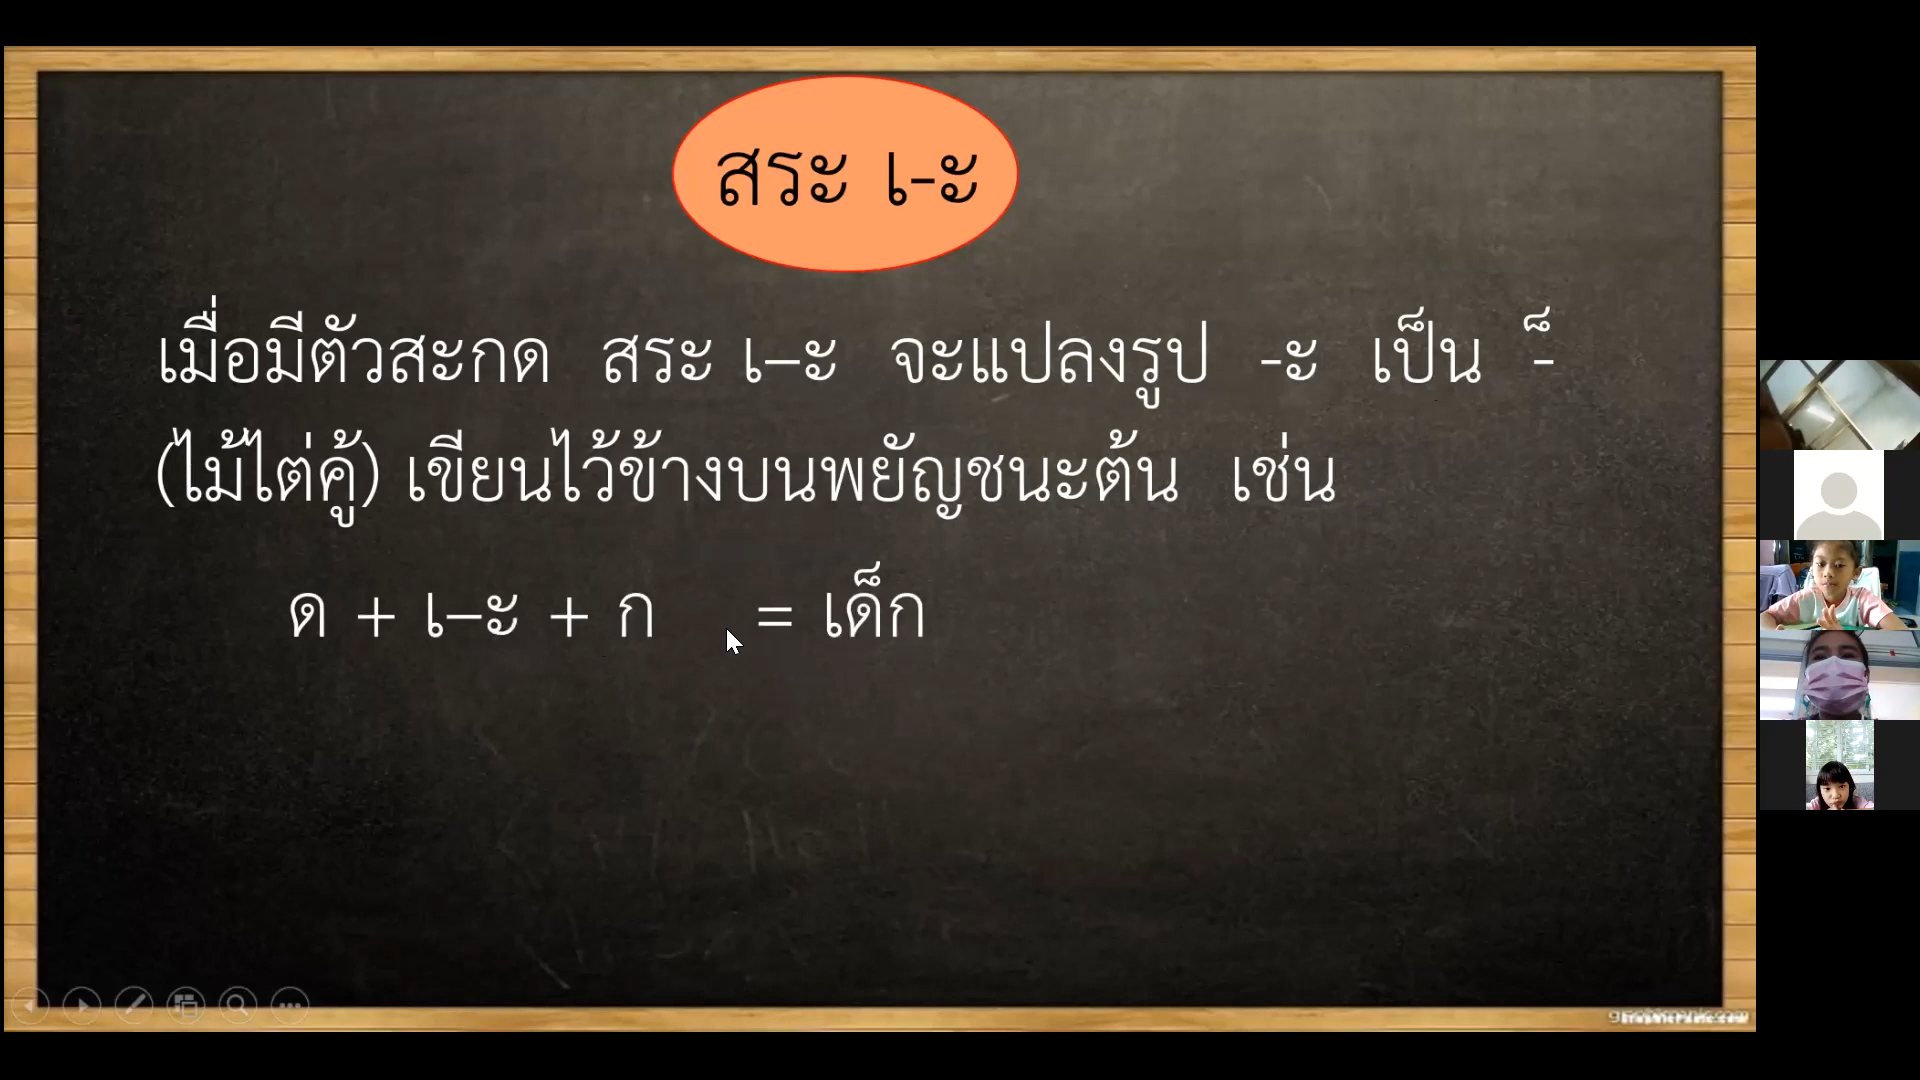 สระ เ-ะ
เมื่อมีตัวสะกด สระ เ–ะ จะแปลงรูป -ะ เป็น -็
(ไม้ไต่คู้) เขียนไว้ข้างบนพยัญชนะต้น เช่น
ด + เ–ะ + ก = เด็ก